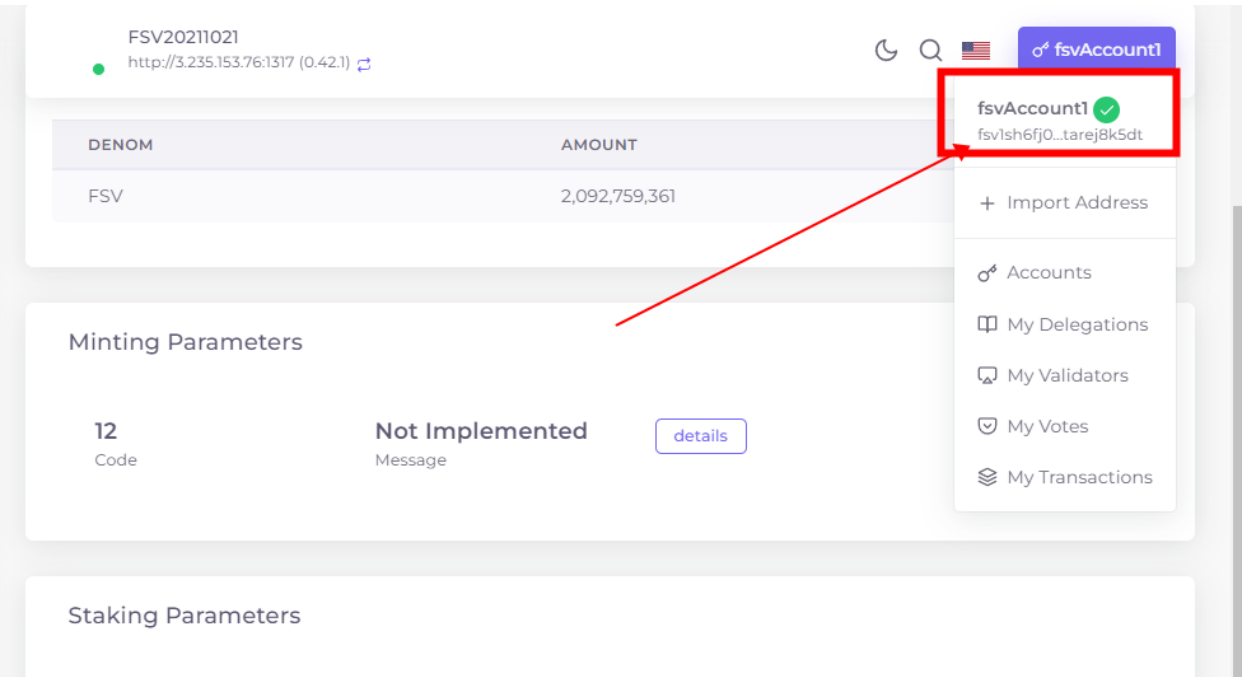 FSV20211021
http://3.235.153.76:1317 (0.42.1)
fsvAccount1
fsvAccount1
fsv1sh6fj0...tarej8k5dt
DENOM AMOUNT
FSV 2,092,759,361
+ Import Address
Accounts
My Delegations
My Validators
My Votes
My Transactions
Minting Parameters
12 Not Implemented details
Code Message
Staking Parameters